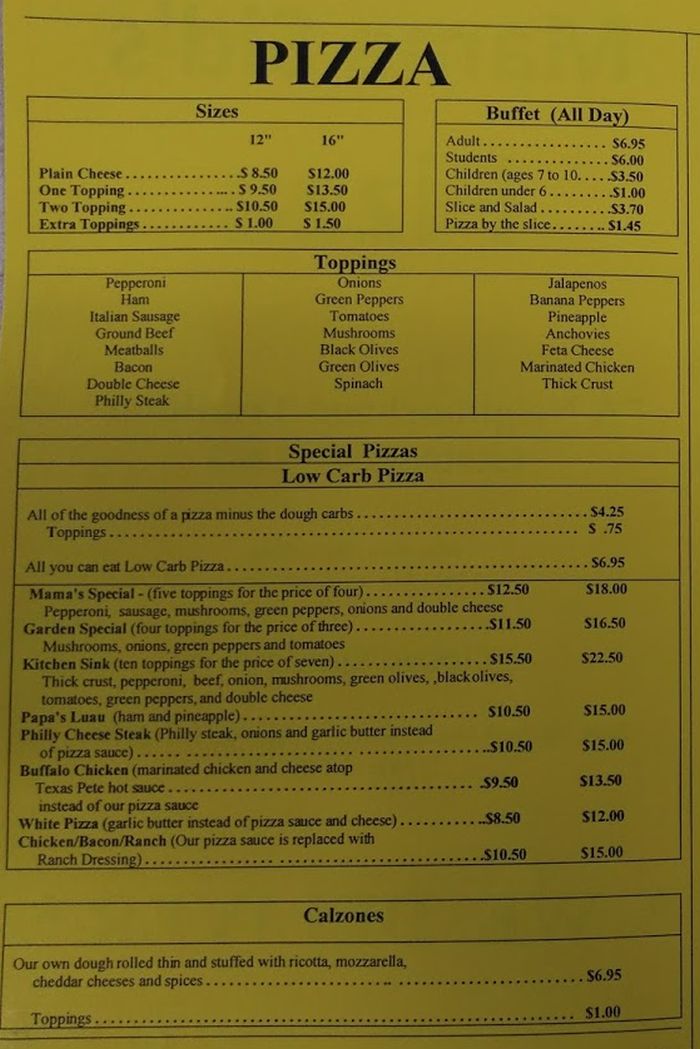 PIZZA
Sizes
12" 16"
Plain Cheese ................$ 8.50 $12.00
One Topping ................. $ 9.50 $13.50
Two Topping ................ $10.50 $15.00
Extra Toppings ............ $ 1.00 $ 1.50
Buffet (All Day)
Adult .................. $6.95
Students .............. $6.00
Children (ages 7 to 10. .....$3.50
Children under 6 .........$1.00
Slice and Salad ..........$3.70
Pizza by the slice........ $1.45
Toppings
Pepperoni
Ham
Italian Sausage
Ground Beef
Meatballs
Bacon
Double Cheese
Philly Steak
Onions
Green Peppers
Tomatoes
Mushrooms
Black Olives
Green Olives
Spinach
Jalapenos
Banana Peppers
Pineapple
Anchovies
Feta Cheese
Marinated Chicken
Thick Crust
Special Pizzas
Low Carb Pizza
All of the goodness of a pizza minus the dough carbs .............................. $4.25
Toppings ................................................................ $ .75
All you can eat Low Carb Pizza .............................................. $6.95
Mama's Special - (five toppings for the price of four) ................ $12.50 $18.00
Pepperoni, sausage, mushrooms, green peppers, onions and double cheese
Garden Special (four toppings for the price of three) .................$11.50 $16.50
Mushrooms, onions, green peppers and tomatoes
Kitchen Sink (ten toppings for the price of seven) ................... $15.50 $22.50
Thick crust, pepperoni, beef, onion, mushrooms, green olives, ,black olives,
tomatoes, green peppers, and double cheese
Papa's Luau (ham and pineapple) .............................. $10.50 $15.00
Philly Cheese Steak (Philly steak, onions and garlic butter instead
of pizza sauce) ...... .....................................$10.50 $15.00
Buffalo Chicken (marinated chicken and cheese atop
Texas Pete hot sauce ........................................$9.50 $13.50
instead of our pizza sauce
White Pizza (garlic butter instead of pizza sauce and cheese) ............$8.50 $12.00
Chicken/Bacon/Ranch (Our pizza sauce is replaced with
Ranch Dressing) ................. .........................$10.50 $15.00
Calzones
Our own dough rolled thin and stuffed with ricotta, mozzarella,
cheddar cheeses and spices ........................ .......................... $6.95
Toppings ............................................................... $1.00